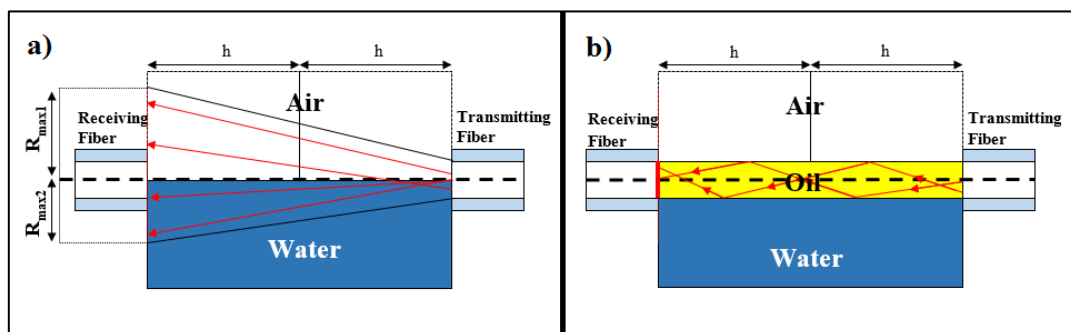 a)
h
h
Air
Receiving
Fiber
Transmitting
Fiber
Rmax1
Rmax2
Water
b)
h
h
Air
Receiving
Fiber
Transmitting
Fiber
Oil
Water